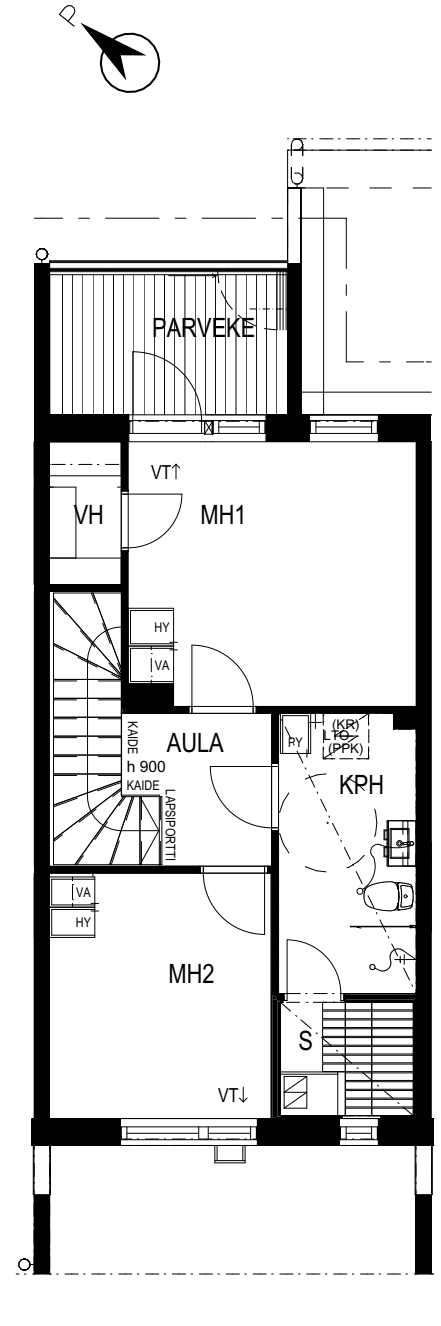 P
PARVEKE
VT↑
VH
MH1
HY
VA
AULA
KAIDE
h 900
KAIDE
LAPSIPORTTI
PY
(KR)
LTO
(PPK)
KPH
VA
HY
MH2
S
VT↓